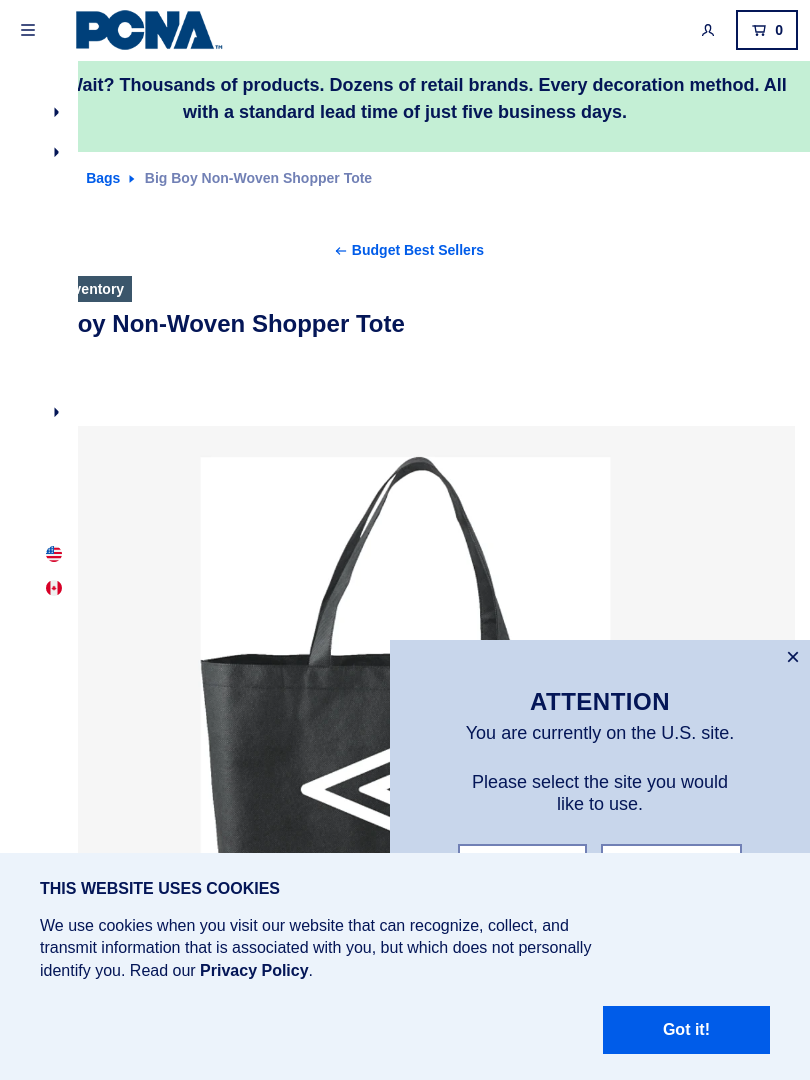 PCNA™
0
Wait? Thousands of products. Dozens of retail brands. Every decoration method. All
with a standard lead time of just five business days.
Bags
Big Boy Non-Woven Shopper Tote
Budget Best Sellers
Boy Non-Woven Shopper Tote
ATTENTION
You are currently on the U.S. site.
Please select the site you would
like to use.
THIS WEBSITE USES COOKIES
We use cookies when you visit our website that can recognize, collect, and
transmit information that is associated with you, but which does not personally
identify you. Read our Privacy Policy.
Got it!